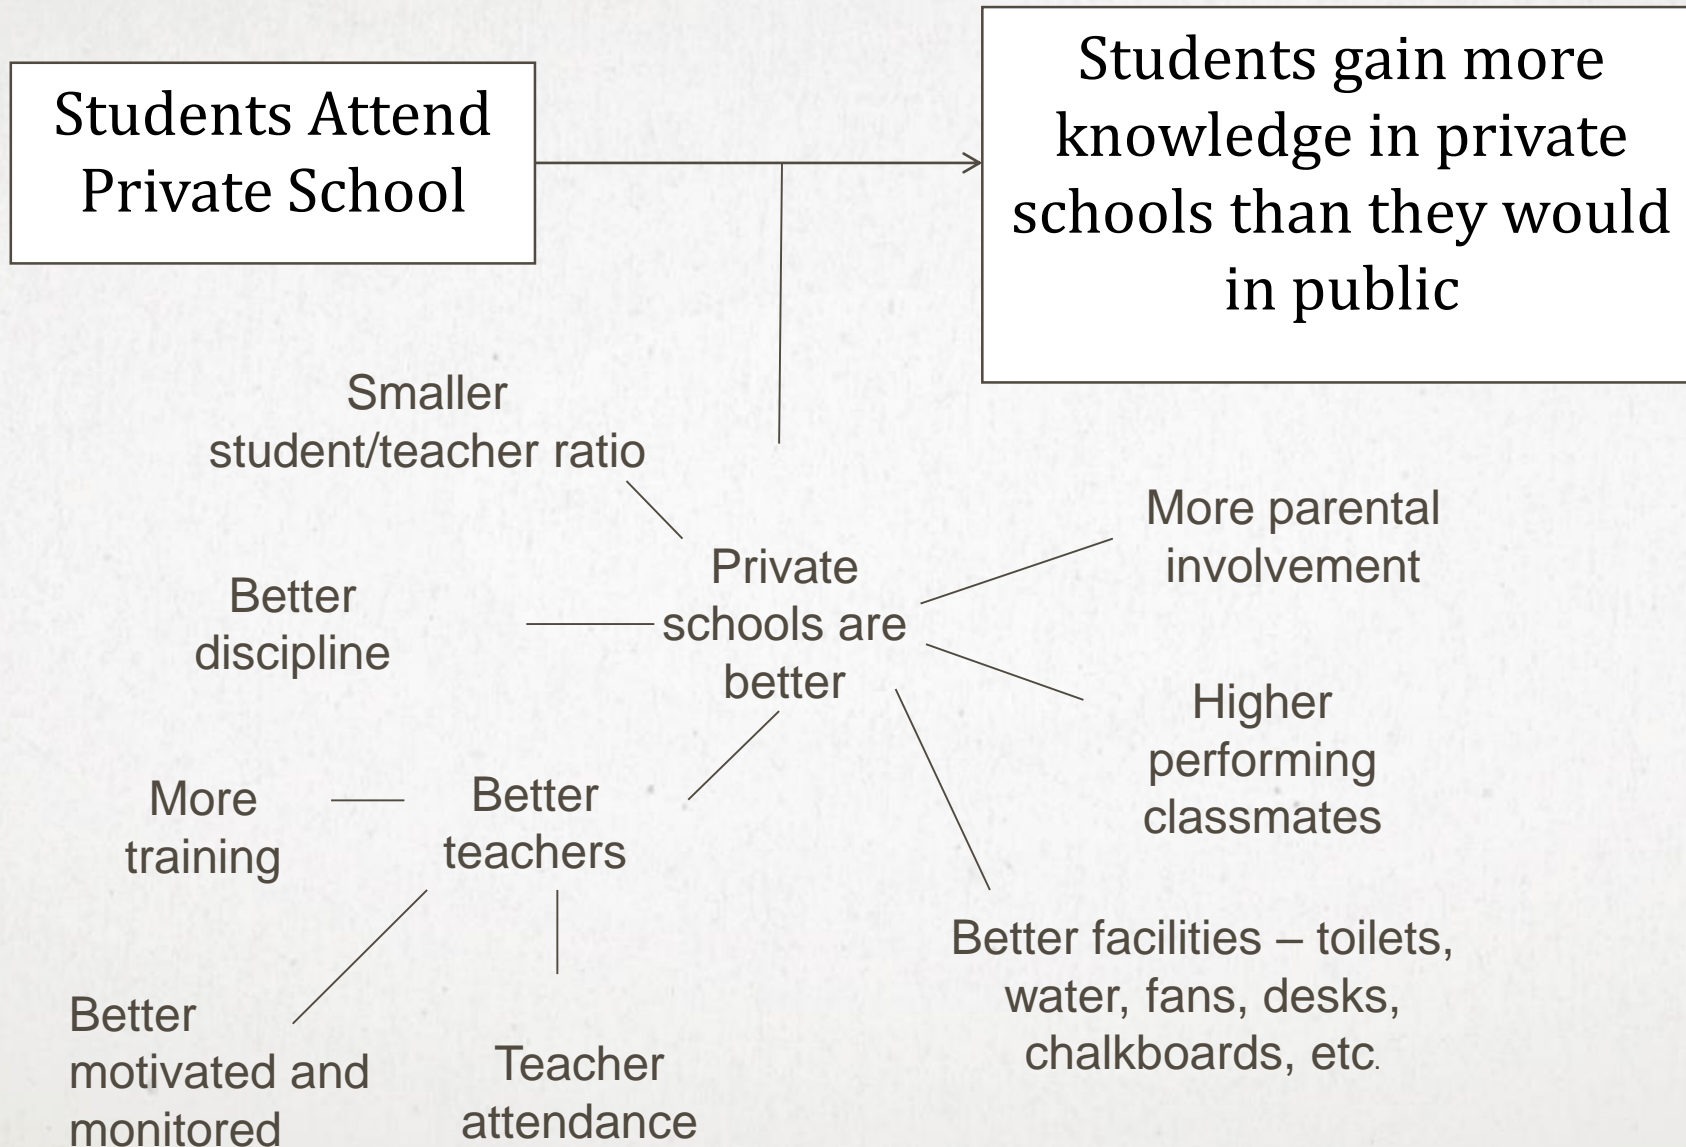 Students Attend
Private School
Students gain more
knowledge in private
schools than they would
in public
Smaller
student/teacher ratio
More parental
involvement
Private
schools are
better
Better
discipline
Higher
performing
classmates
More
training
Better
teachers
Better facilities – toilets,
water, fans, desks,
chalkboards, etc.
Better
motivated and
monitored
Teacher
attendance